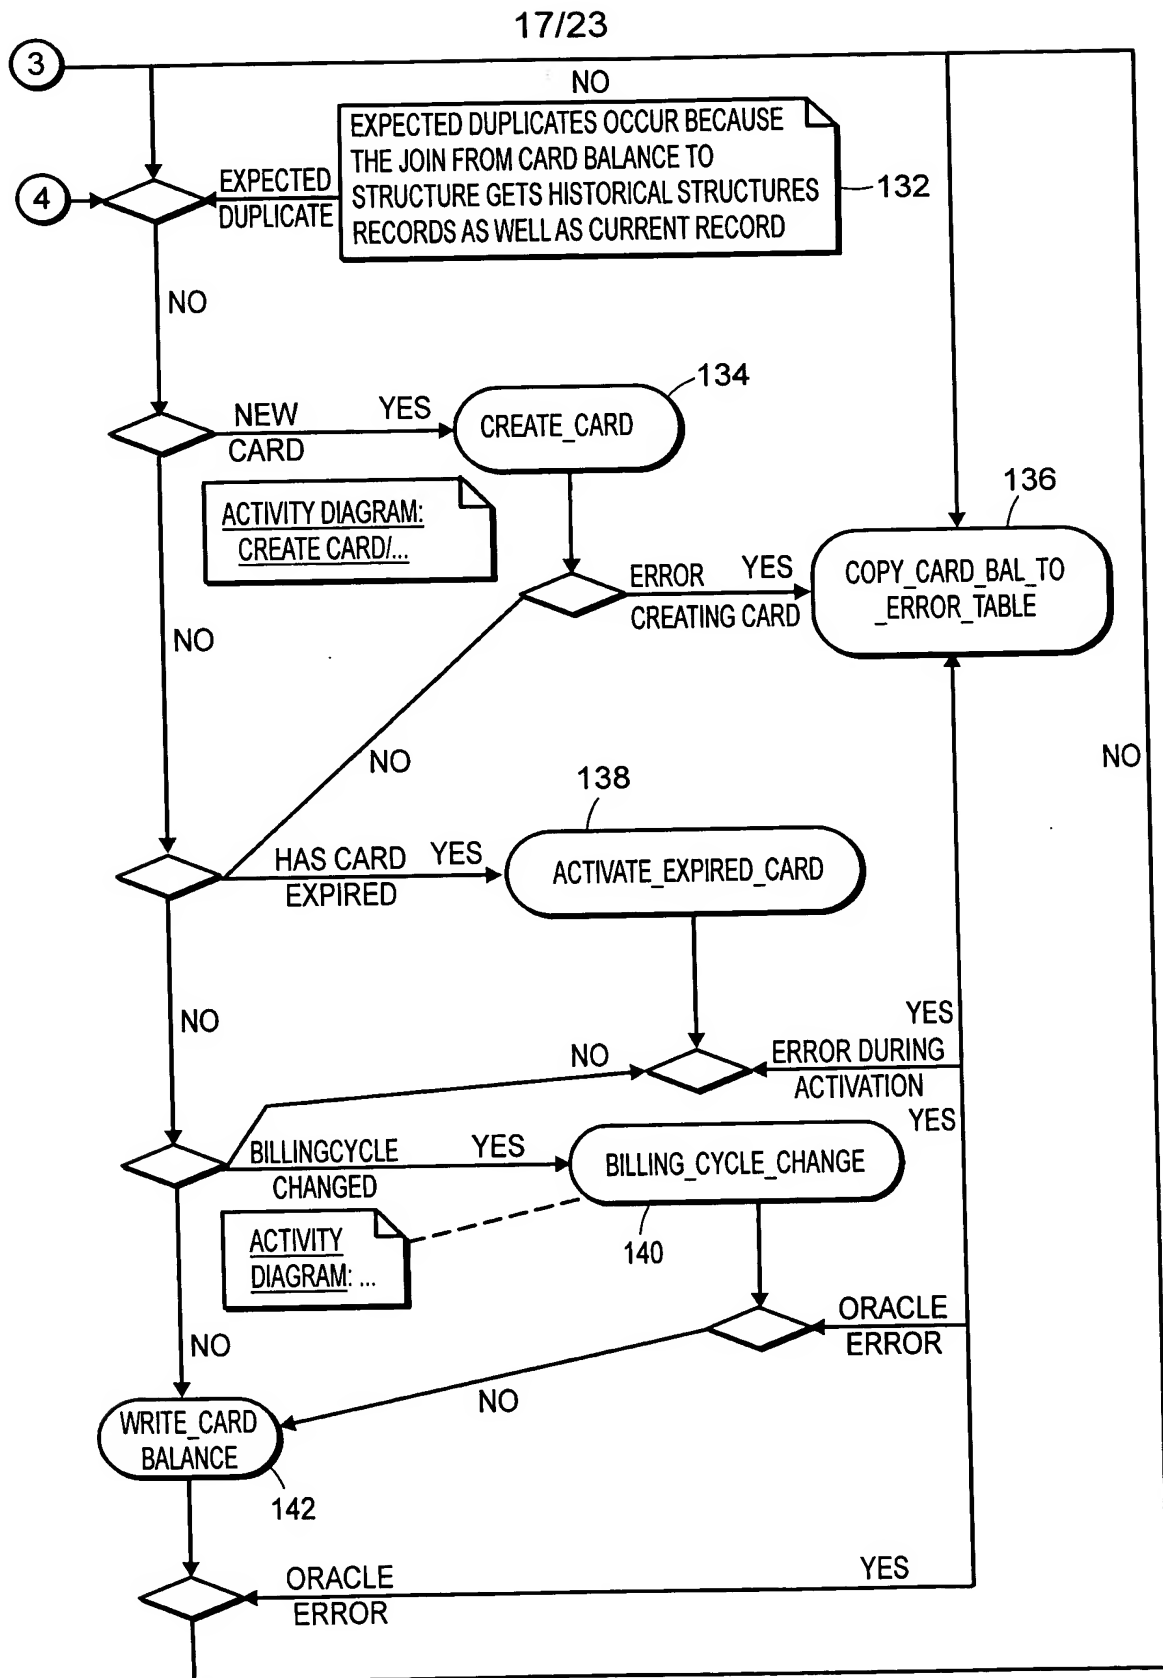 17/23
3
NO
EXPECTED DUPLICATES OCCUR BECAUSE
THE JOIN FROM CARD BALANCE TO
STRUCTURE GETS HISTORICAL STRUCTURES
RECORDS AS WELL AS CURRENT RECORD
132
4
EXPECTED
DUPLICATE
NO
134
NEW
CARD
YES
CREATE_CARD
ACTIVITY DIAGRAM:
CREATE CARD/...
136
ERROR
CREATING CARD
YES
COPY_CARD_BAL_TO
_ERROR_TABLE
NO
NO
NO
138
HAS CARD
EXPIRED
YES
ACTIVATE_EXPIRED_CARD
NO
YES
NO
ERROR DURING
ACTIVATION
YES
BILLINGCYCLE
CHANGED
YES
BILLING_CYCLE_CHANGE
140
ACTIVITY
DIAGRAM: ...
ORACLE
ERROR
NO
NO
WRITE_CARD
BALANCE
142
ORACLE
ERROR
YES